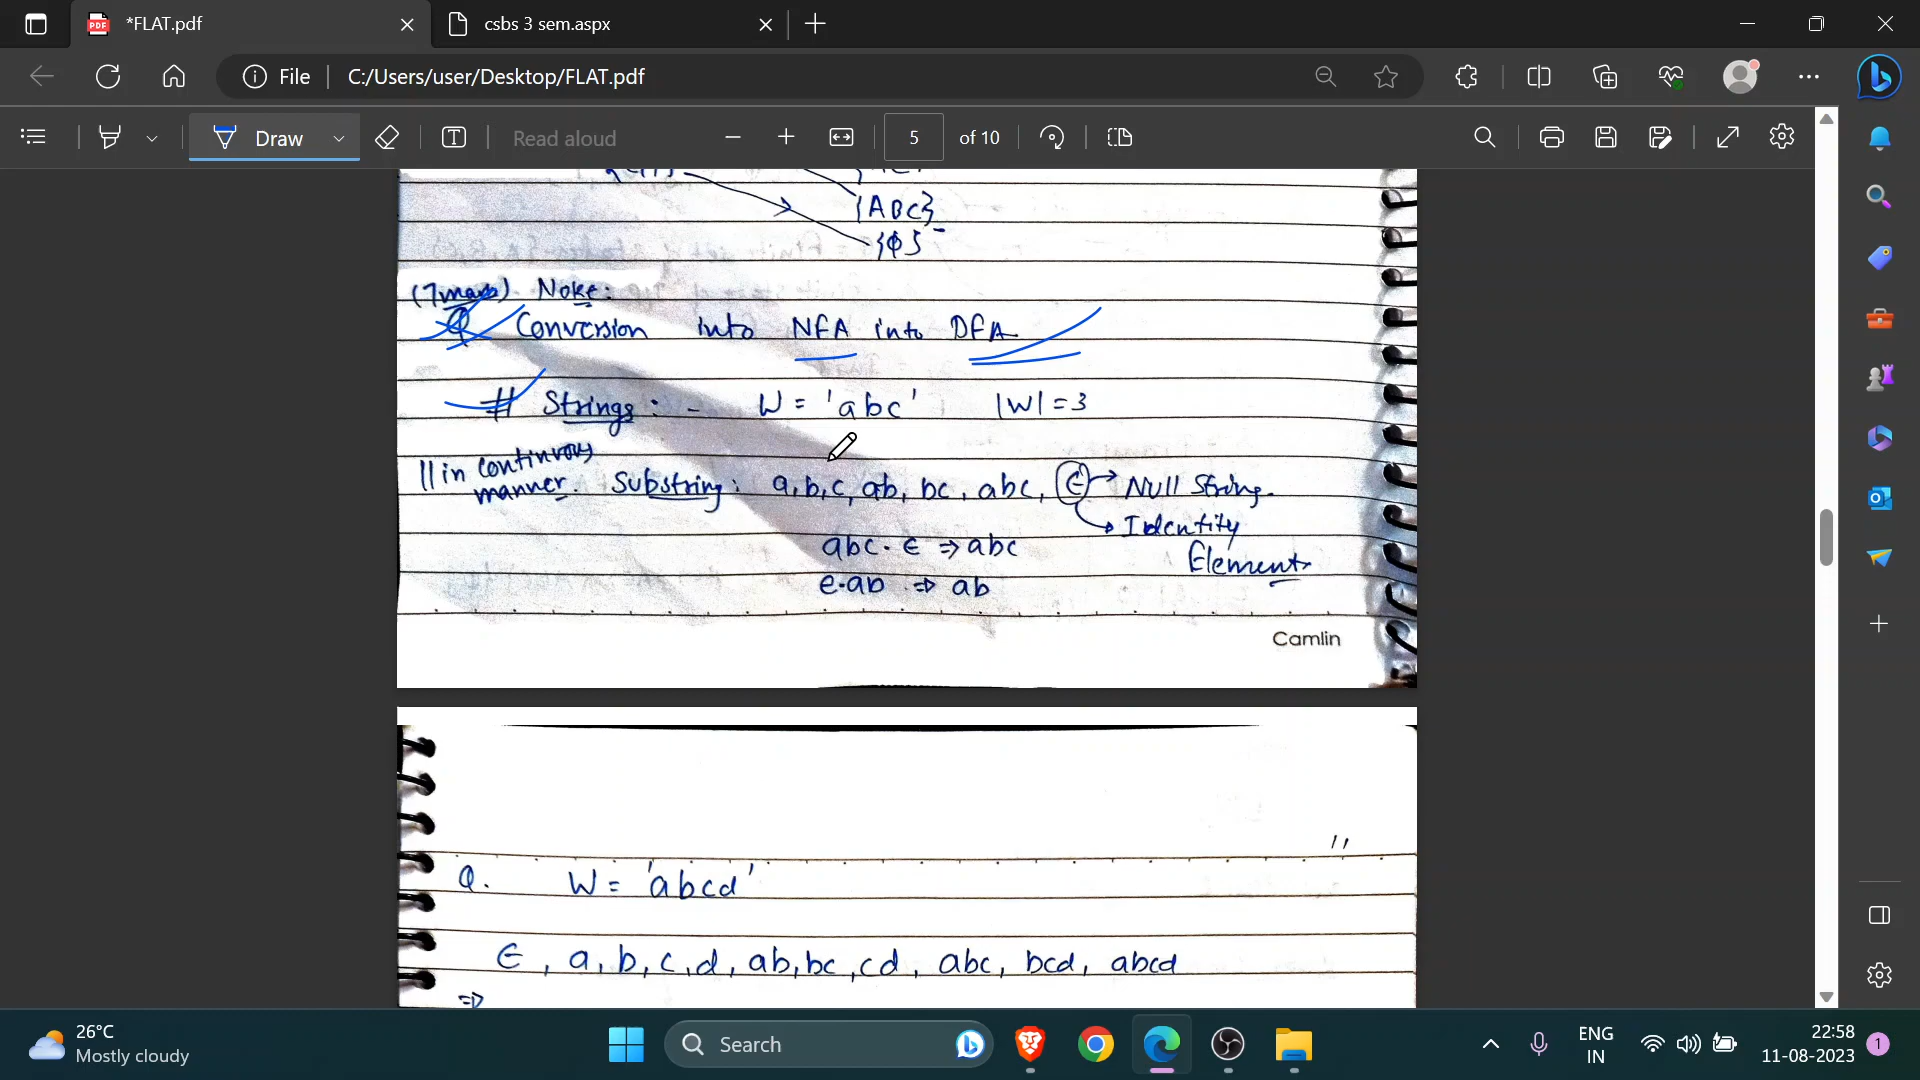 *FLAT.pdf
csbs 3 sem.aspx
File
C:/Users/user/Desktop/FLAT.pdf
Draw
Read aloud
5
of 10
{ABC}
{Φ}
(7 mars) Note:
Q Conversion into NFA into DFA
# Strings : - W = 'abc' |W| = 3
|| in continuous manner. Substring : a, b, c, ab, bc, abc, ∈ → Null String.
→ Identity Element
abc. ∈ ⇒ abc
e.ab ⇒ ab
Camlin
Q. W = 'abcd'
∈ , a, b, c, d, ab, bc, cd, abc, bcd, abcd
⇒
26°C
Mostly cloudy
Search
ENG
IN
22:58
11-08-2023
1